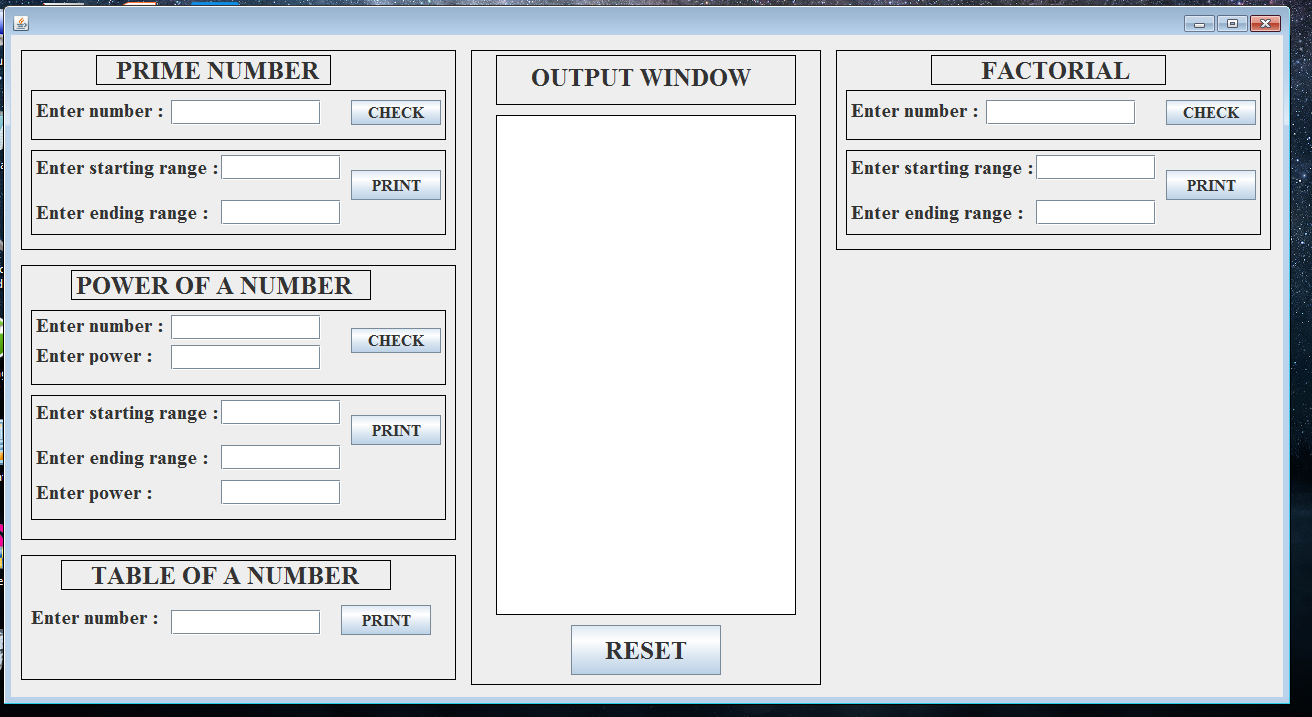 PRIME NUMBER
Enter number :
CHECK
Enter starting range :
PRINT
Enter ending range :
POWER OF A NUMBER
Enter number :
CHECK
Enter power :
Enter starting range :
PRINT
Enter ending range :
Enter power :
TABLE OF A NUMBER
Enter number :
PRINT
OUTPUT WINDOW
RESET
FACTORIAL
Enter number :
CHECK
Enter starting range :
PRINT
Enter ending range :